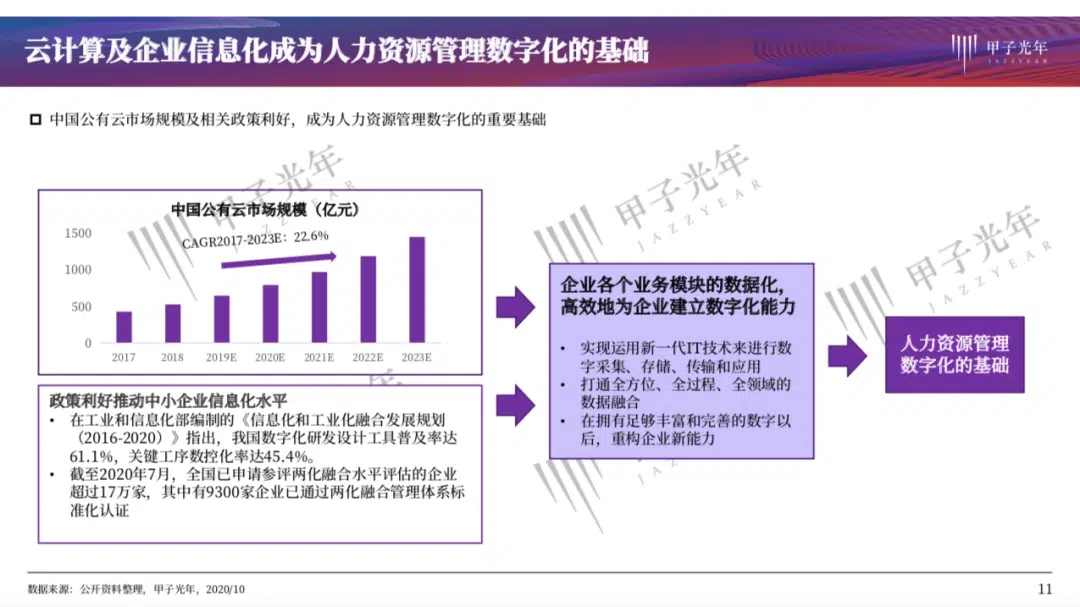 云计算及企业信息化成为人力资源管理数字化的基础
甲子光年
JAZZYEAR
中国公有云市场规模及相关政策利好，成为人力资源管理数字化的重要基础
中国公有云市场规模（亿元）
CAGR2017-2023E：22.6%
1500
1000
500
0
2017 2018 2019E 2020E 2021E 2022E 2023E
政策利好推动中小企业信息化水平
• 在工业和信息化部编制的《信息化和工业化融合发展规划
（2016-2020）》指出，我国数字化研发设计工具普及率达
61.1%，关键工序数控化率达45.4%。
• 截至2020年7月，全国已申请参评两化融合水平评估的企业
超过17万家，其中有9300家企业已通过两化融合管理体系标
准化认证
企业各个业务模块的数据化，
高效地为企业建立数字化能力
• 实现运用新一代IT技术来进行数
字采集、存储、传输和应用
• 打通全方位、全过程、全领域的
数据融合
• 在拥有足够丰富和完善的数字以
后，重构企业新能力
人力资源管理
数字化的基础
甲子光年
JAZZYEAR
甲子光年
JAZZYEAR
甲子光年
JAZZYEAR
数据来源：公开资料整理，甲子光年，2020/10
11